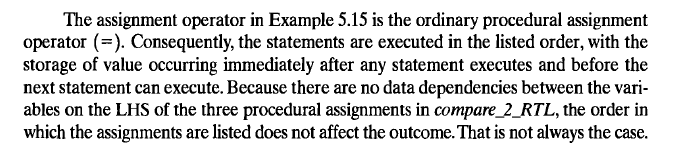 The assignment operator in Example 5.15 is the ordinary procedural assignment
operator (=). Consequently, the statements are executed in the listed order, with the
storage of value occurring immediately after any statement executes and before the
next statement can execute. Because there are no data dependencies between the vari-
ables on the LHS of the three procedural assignments in compare_2_RTL, the order in
which the assignments are listed does not affect the outcome. That is not always the case.